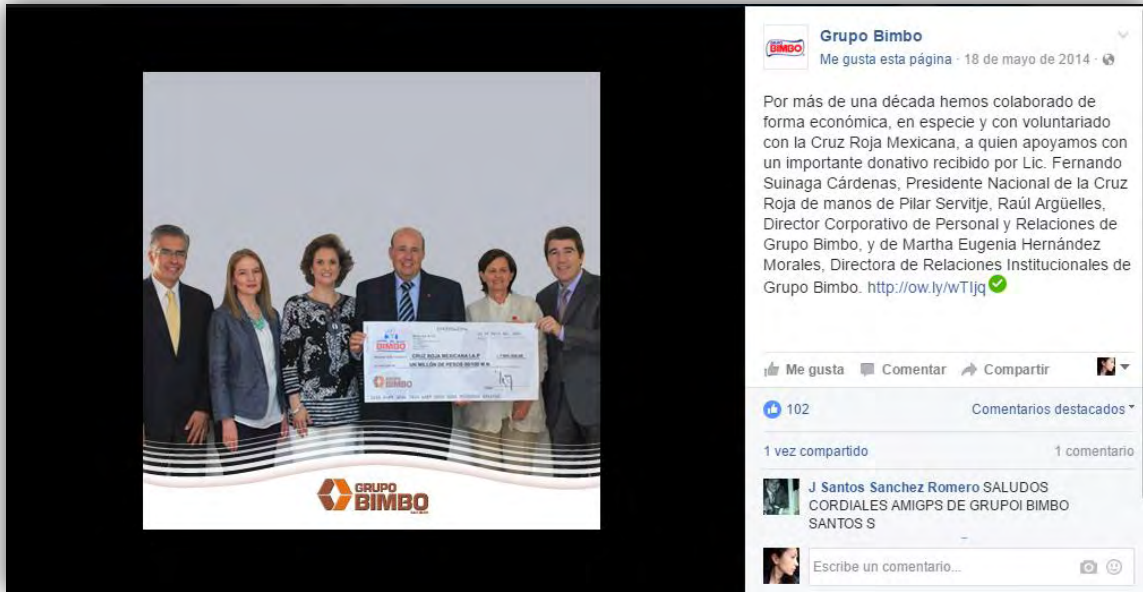 BIMBO
CRUZ ROJA MEXICANA I.A.P
UN MILLÓN DE PESOS 00/100 M.N.
GRUPO
BIMBO
GRUPO
BIMBO
BIMBO
Grupo Bimbo
Me gusta esta página · 18 de mayo de 2014 ·
Por más de una década hemos colaborado de
forma económica, en especie y con voluntariado
con la Cruz Roja Mexicana, a quien apoyamos con
un importante donativo recibido por Lic. Fernando
Suinaga Cárdenas, Presidente Nacional de la Cruz
Roja de manos de Pilar Servitje, Raúl Argüelles,
Director Corporativo de Personal y Relaciones de
Grupo Bimbo, y de Martha Eugenia Hernández
Morales, Directora de Relaciones Institucionales de
Grupo Bimbo. http://ow.ly/wTIjq
Me gusta Comentar Compartir
102 Comentarios destacados
1 vez compartido 1 comentario
J Santos Sanchez Romero SALUDOS
CORDIALES AMIGPS DE GRUPOI BIMBO
SANTOS S
Escribe un comentario...